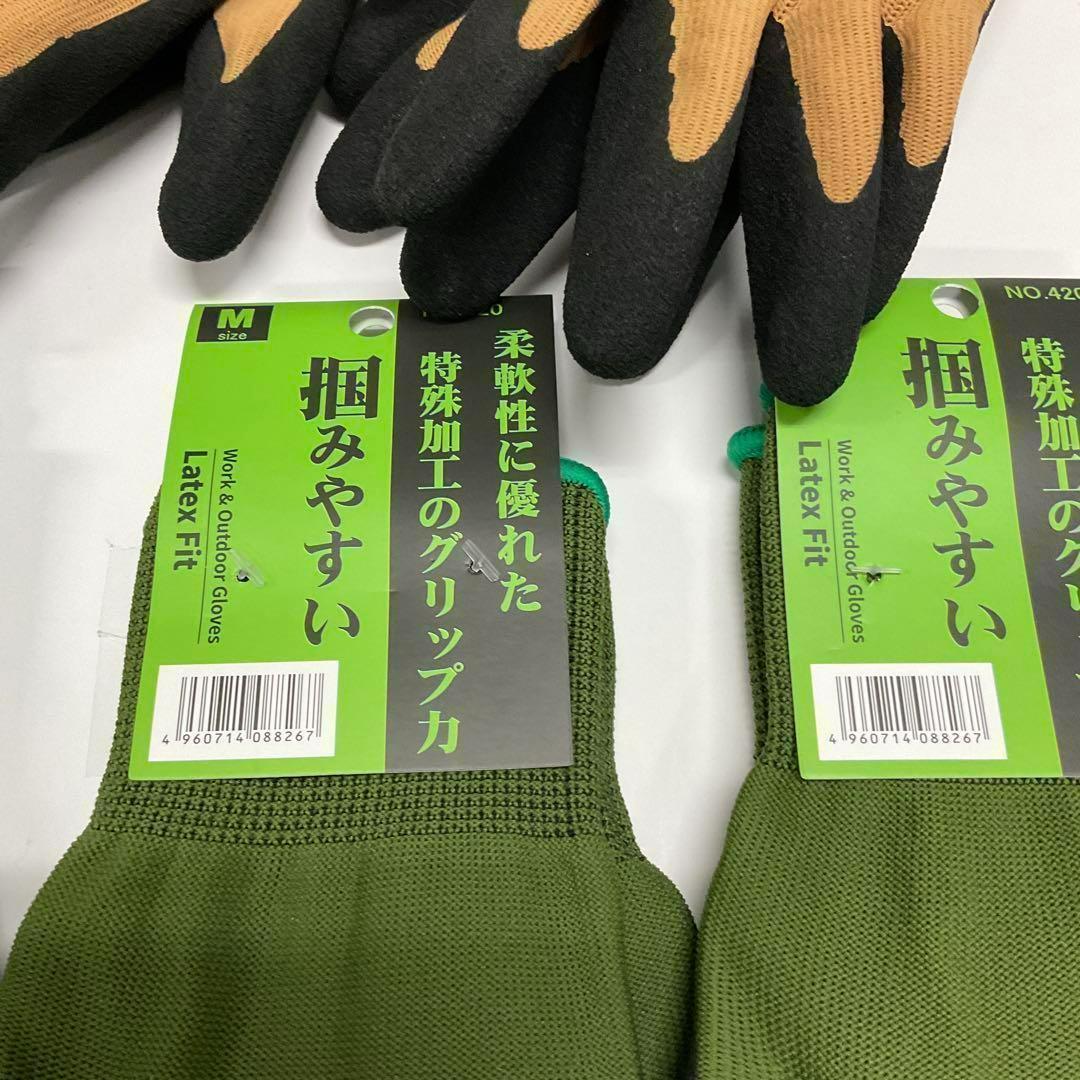 M
size
柔軟性に優れた
特殊加工のグリップ力
掴みやすい
Work & Outdoor Gloves
Latex Fit
4 960714 088267
NO.420
特殊加工のグリ
掴みやすい
Work & Outdoor Gloves
Latex Fit
4 960714 088267